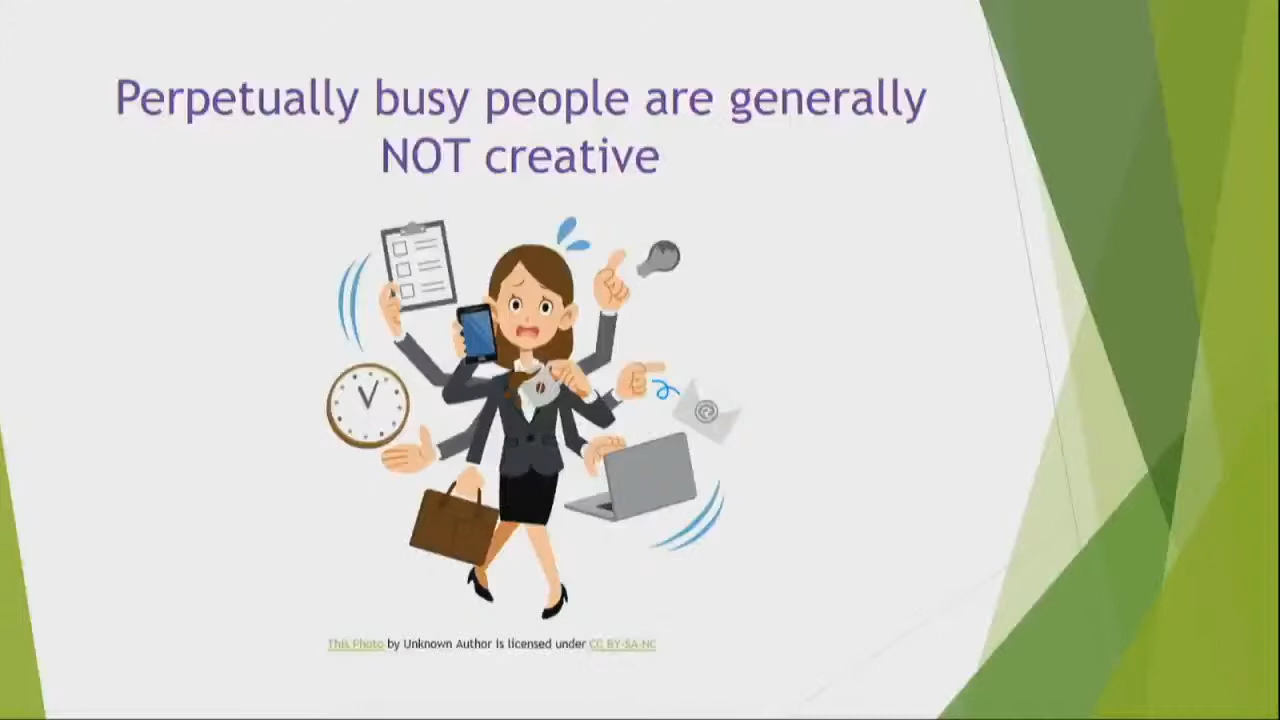 Perpetually busy people are generally
NOT creative
@
This Photo by Unknown Author is licensed under CC BY-SA-NC